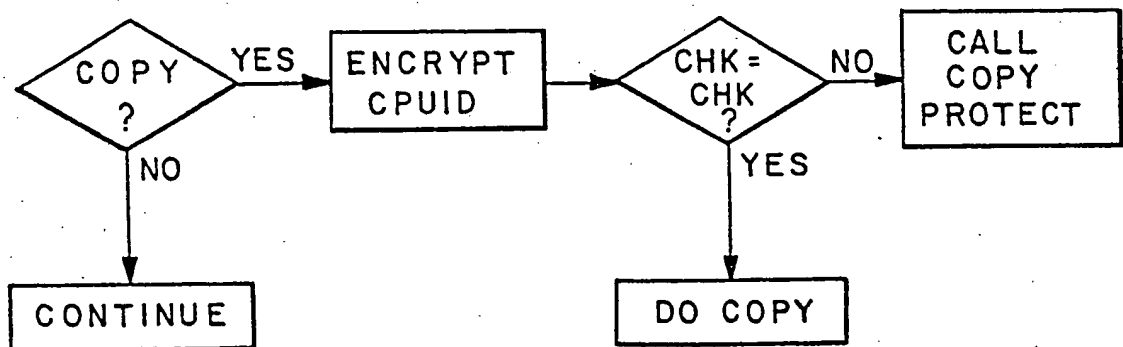 COPY
?
YES
NO
CONTINUE
ENCRYPT
CPUID
CHK =
CHK
?
NO
YES
CALL
COPY
PROTECT
DO COPY